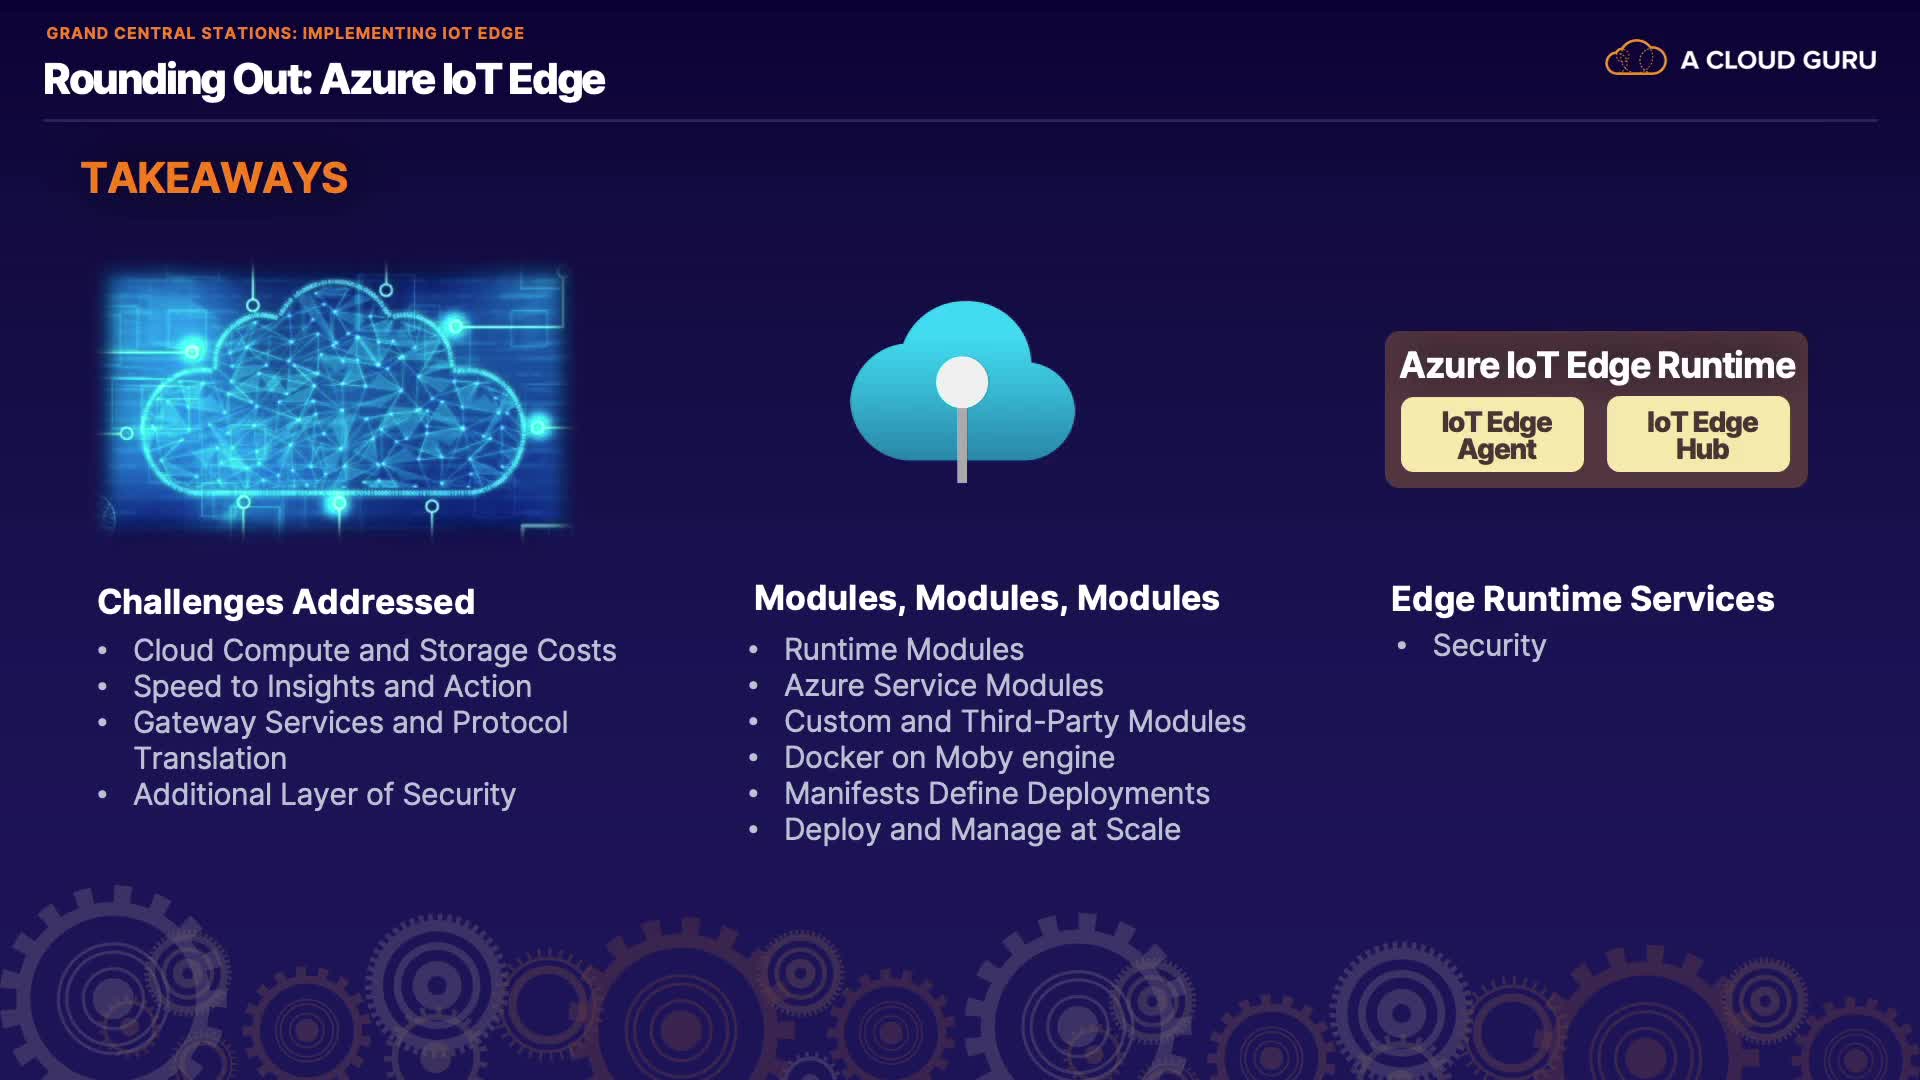 GRAND CENTRAL STATIONS: IMPLEMENTING IOT EDGE
Rounding Out: Azure IoT Edge
A CLOUD GURU
TAKEAWAYS
Azure IoT Edge Runtime
IoT Edge
Agent
IoT Edge
Hub
Challenges Addressed
• Cloud Compute and Storage Costs
• Speed to Insights and Action
• Gateway Services and Protocol
Translation
• Additional Layer of Security
Modules, Modules, Modules
• Runtime Modules
• Azure Service Modules
• Custom and Third-Party Modules
• Docker on Moby engine
• Manifests Define Deployments
• Deploy and Manage at Scale
Edge Runtime Services
• Security